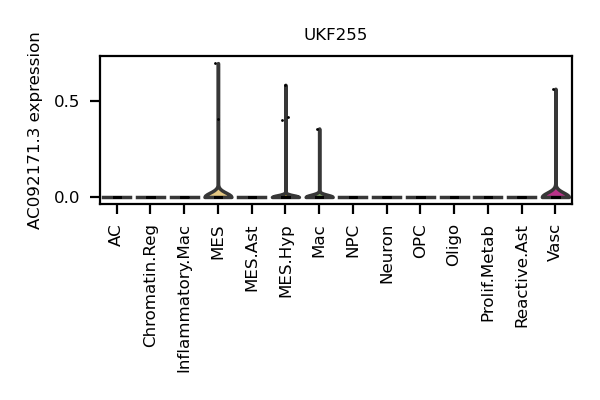 UKF255
AC092171.3 expression
0.5
0.0
AC
Chromatin.Reg
Inflammatory.Mac
MES
MES.Ast
MES.Hyp
Mac
NPC
Neuron
OPC
Oligo
Prolif.Metab
Reactive.Ast
Vasc